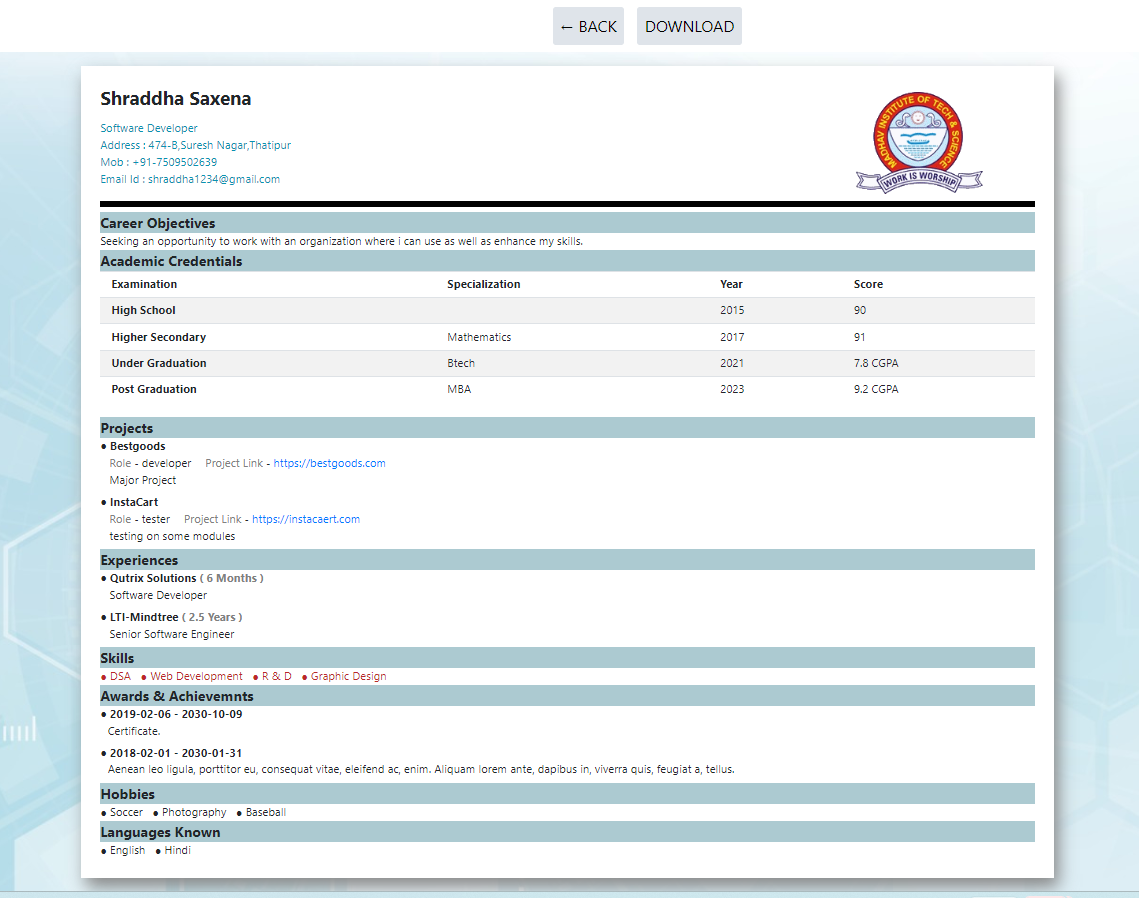 ← BACK DOWNLOAD
Shraddha Saxena
Software Developer
Address : 474-B,Suresh Nagar,Thatipur
Mob : +91-7509502639
Email Id : shraddha1234@gmail.com
MADHAV INSTITUTE OF TECH & SCIENCE
WORK IS WORSHIP
Career Objectives
Seeking an opportunity to work with an organization where i can use as well as enhance my skills.
Academic Credentials
Examination Specialization Year Score
High School 2015 90
Higher Secondary Mathematics 2017 91
Under Graduation Btech 2021 7.8 CGPA
Post Graduation MBA 2023 9.2 CGPA
Projects
● Bestgoods
Role - developer Project Link - https://bestgoods.com
Major Project
● InstaCart
Role - tester Project Link - https://instacaert.com
testing on some modules
Experiences
● Qutrix Solutions ( 6 Months )
Software Developer
● LTI-Mindtree ( 2.5 Years )
Senior Software Engineer
Skills
● DSA ● Web Development ● R & D ● Graphic Design
Awards & Achievemnts
● 2019-02-06 - 2030-10-09
Certificate.
● 2018-02-01 - 2030-01-31
Aenean leo ligula, porttitor eu, consequat vitae, eleifend ac, enim. Aliquam lorem ante, dapibus in, viverra quis, feugiat a, tellus.
Hobbies
● Soccer ● Photography ● Baseball
Languages Known
● English ● Hindi